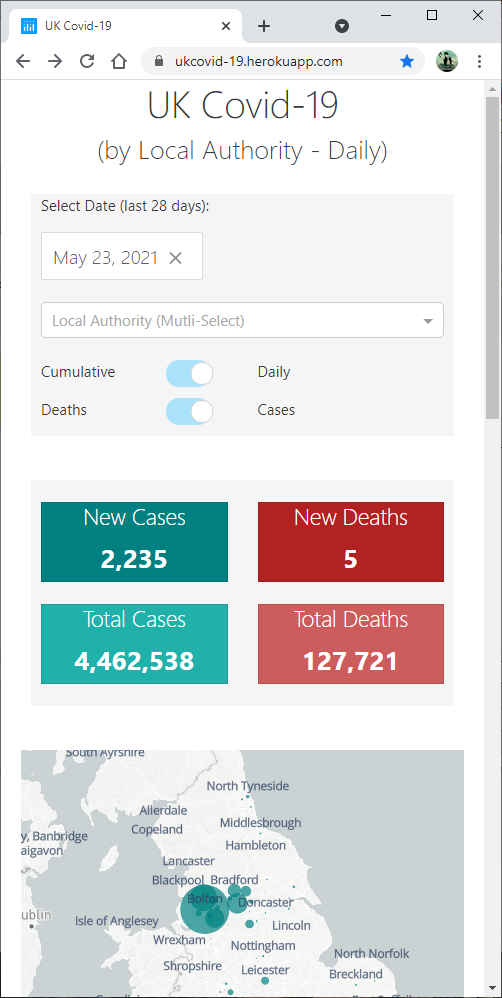 UK Covid-19
ukcovid-19.herokuapp.com
UK Covid-19
(by Local Authority - Daily)
Select Date (last 28 days):
May 23, 2021
Local Authority (Mutli-Select)
Cumulative Daily
Deaths Cases
New Cases New Deaths
2,235 5
Total Cases Total Deaths
4,462,538 127,721
South Ayrshire
North Tyneside
Allerdale
Middlesbrough
Copeland
y, Banbridge
Hambleton
aigavon
Lancaster
Blackpool Bradford
Bolton
Doncaster
ublin
Isle of Anglesey
Lincoln
Wrexham
Nottingham
North Norfolk
Shropshire
Leicester
Breckland